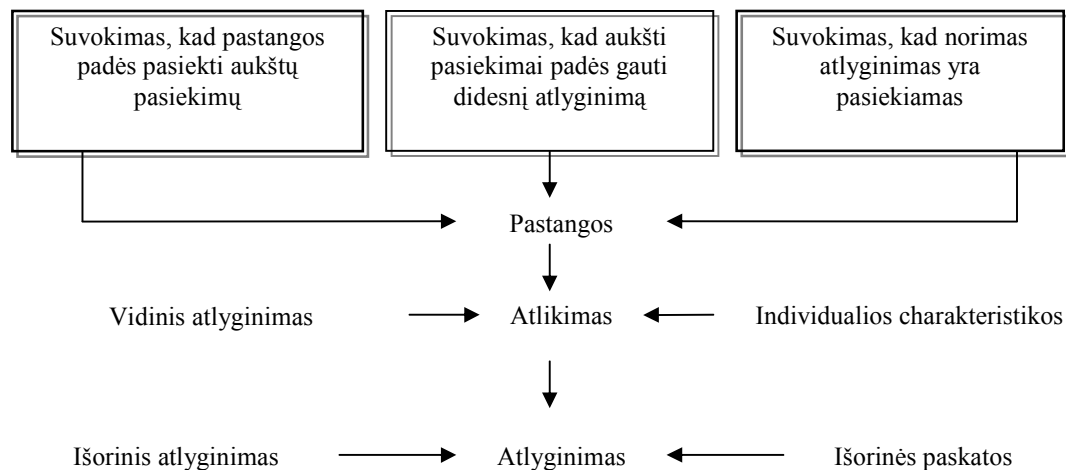 Suvokimas, kad pastangos
padės pasiekti aukštų
pasiekimų
Suvokimas, kad aukšti
pasiekimai padės gauti
didesnį atlyginimą
Suvokimas, kad norimas
atlyginimas yra
pasiekiamas
Pastangos
Vidinis atlyginimas
Atlikimas
Individualios charakteristikos
Išorinis atlyginimas
Atlyginimas
Išorinės paskatos